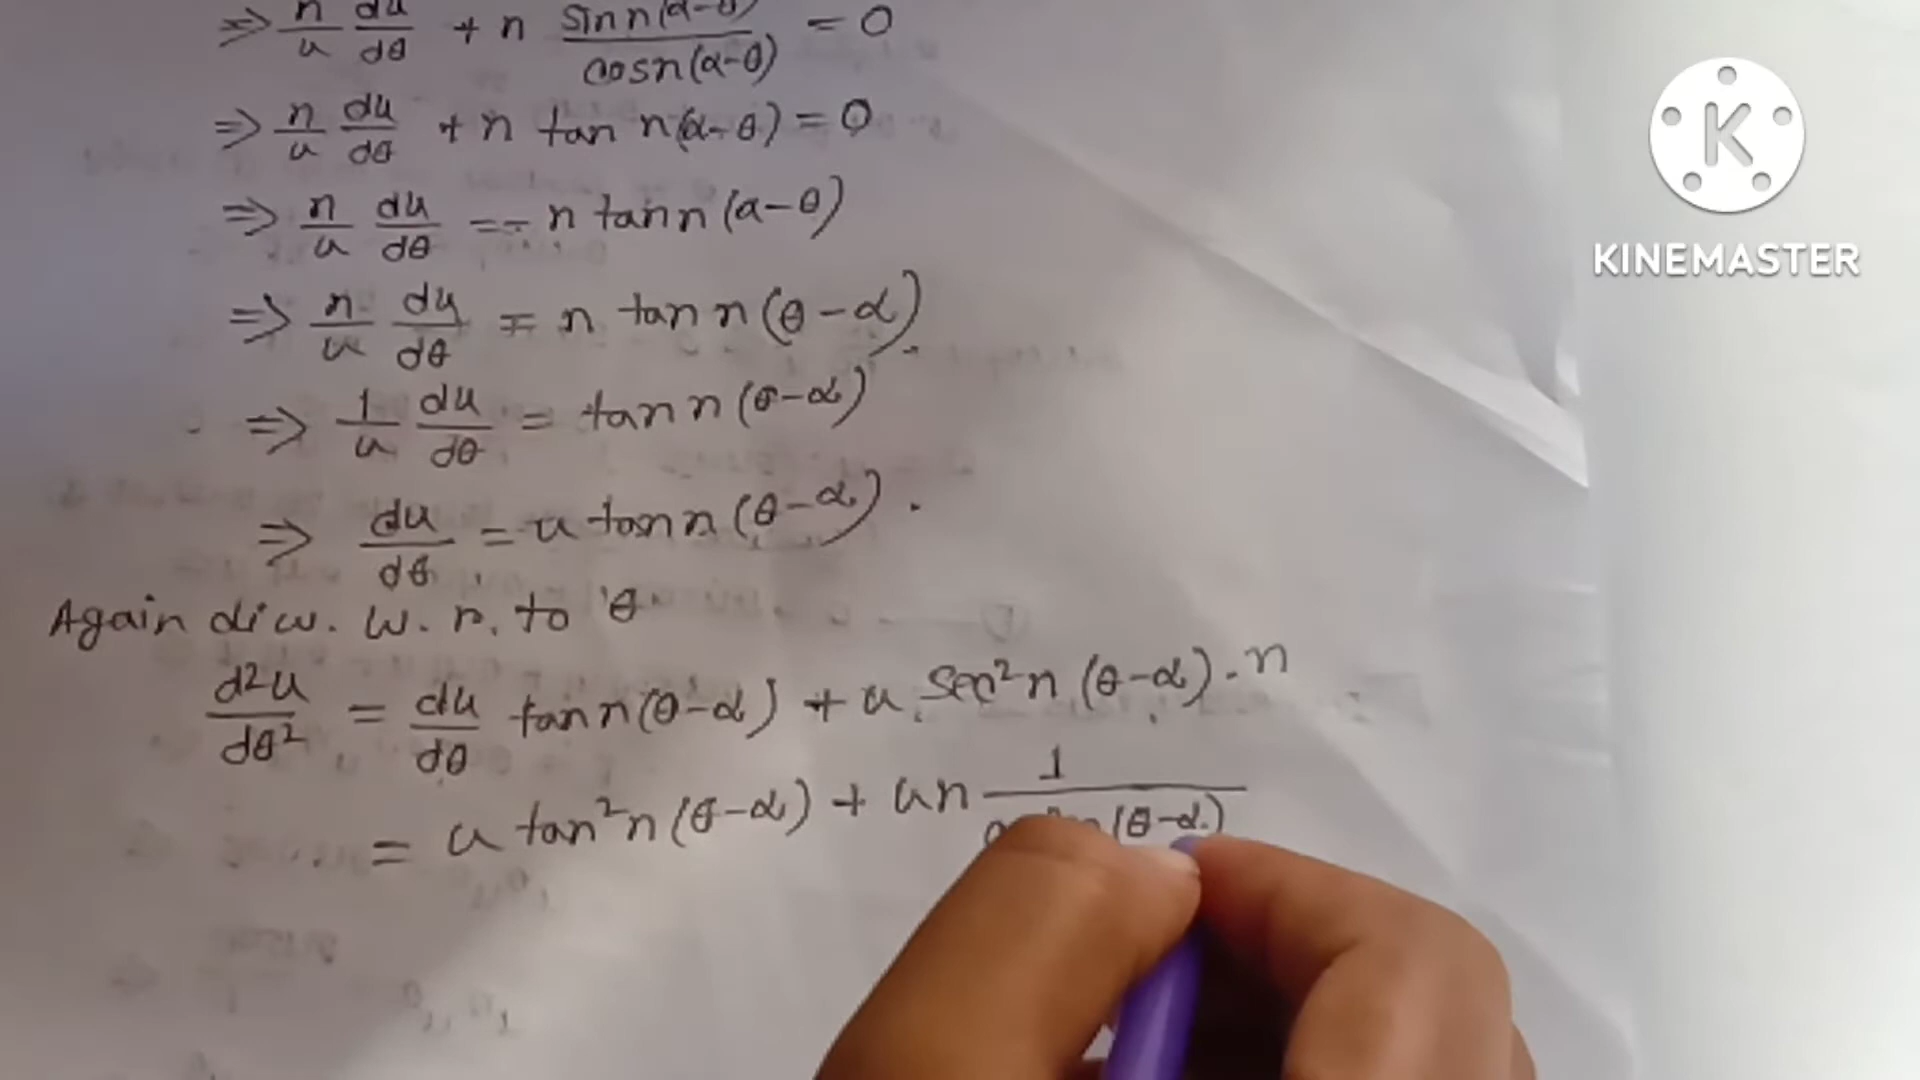 ⇒ n/u du/dθ + n sin n(α-θ)/cos n(α-θ) = 0
⇒ n/u du/dθ + n tan n(α-θ) = 0
⇒ n/u du/dθ = - n tan n(α-θ)
⇒ n/u du/dθ = n tan n(θ-α).
⇒ 1/u du/dθ = tan n(θ-α)
⇒ du/dθ = u tan n(θ-α).
Again diw. w. r. to 'θ
d²u/dθ² = du/dθ tan n(θ-α) + u sec² n(θ-α).n
= u tan² n(θ-α) + un 1/ (θ-α)
K
KINEMASTER